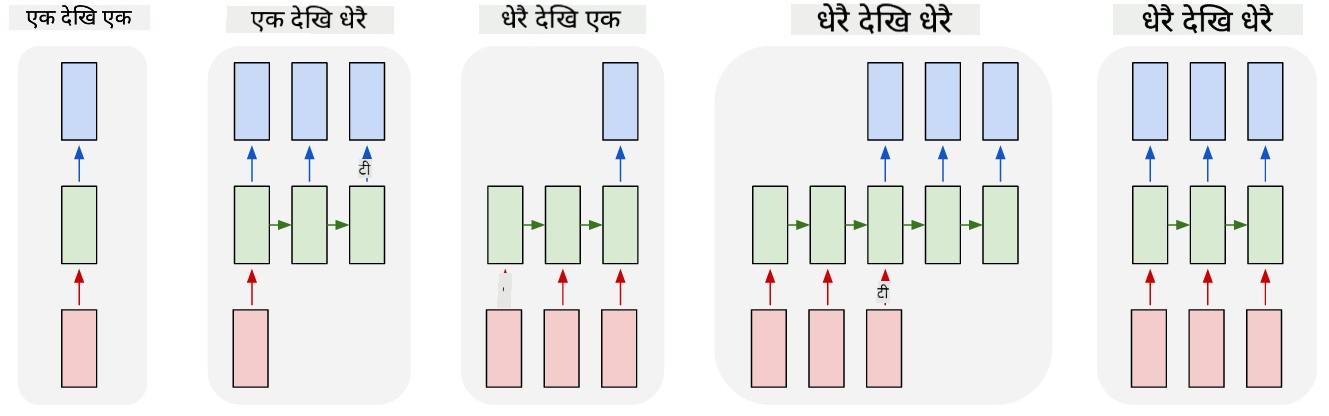 एक देखि एक
एक देखि धेरै
धेरै देखि एक
धेरै देखि धेरै
धेरै देखि धेरै
टी
टी